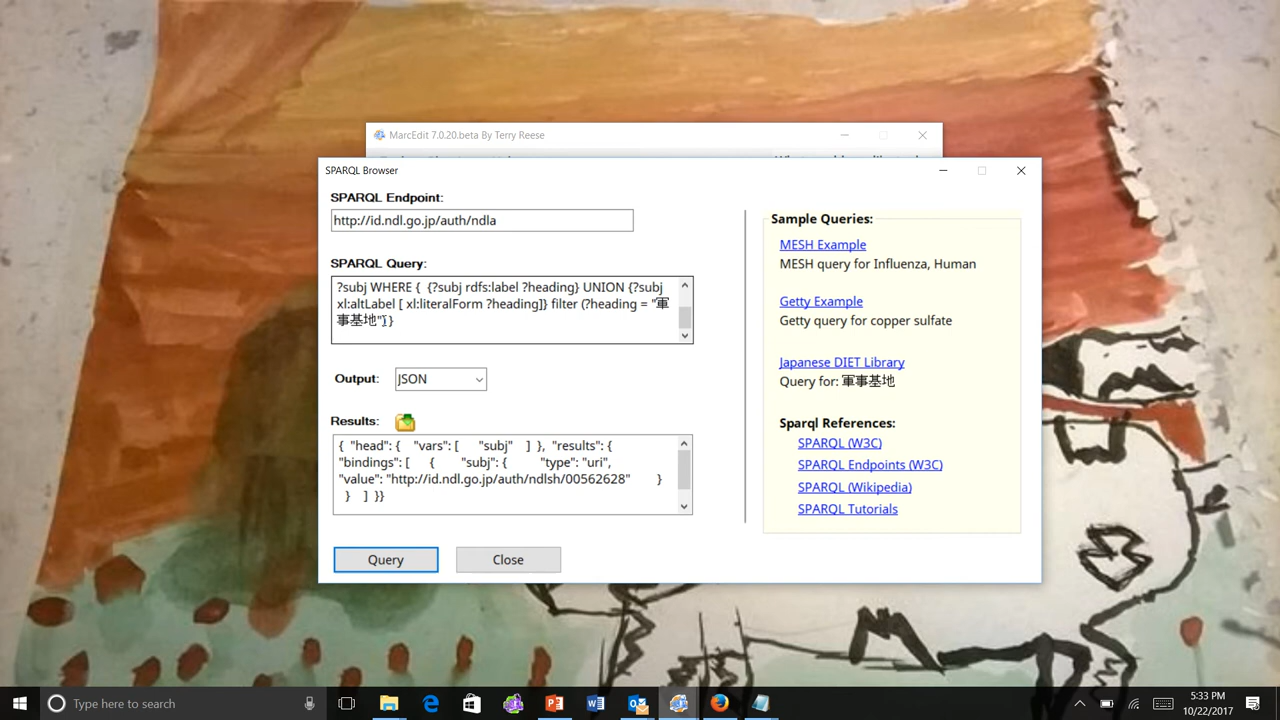 MarcEdit 7.0.20.beta By Terry Reese
SPARQL Browser
SPARQL Endpoint:
http://id.ndl.go.jp/auth/ndla
SPARQL Query:
?subj WHERE {  {?subj rdfs:label ?heading} UNION {?subj
xl:altLabel [ xl:literalForm ?heading]} filter (?heading = "軍
事基地") }
Output:
JSON
Results:
{  "head": {    "vars": [      "subj"    ]  },  "results": {
"bindings": [      {        "subj": {          "type": "uri",
"value": "http://id.ndl.go.jp/auth/ndlsh/00562628"        }
}    ]  }}
Query
Close
Sample Queries:
MESH Example
MESH query for Influenza, Human
Getty Example
Getty query for copper sulfate
Japanese DIET Library
Query for: 軍事基地
Sparql References:
SPARQL (W3C)
SPARQL Endpoints (W3C)
SPARQL (Wikipedia)
SPARQL Tutorials
Type here to search
5:33 PM
10/22/2017